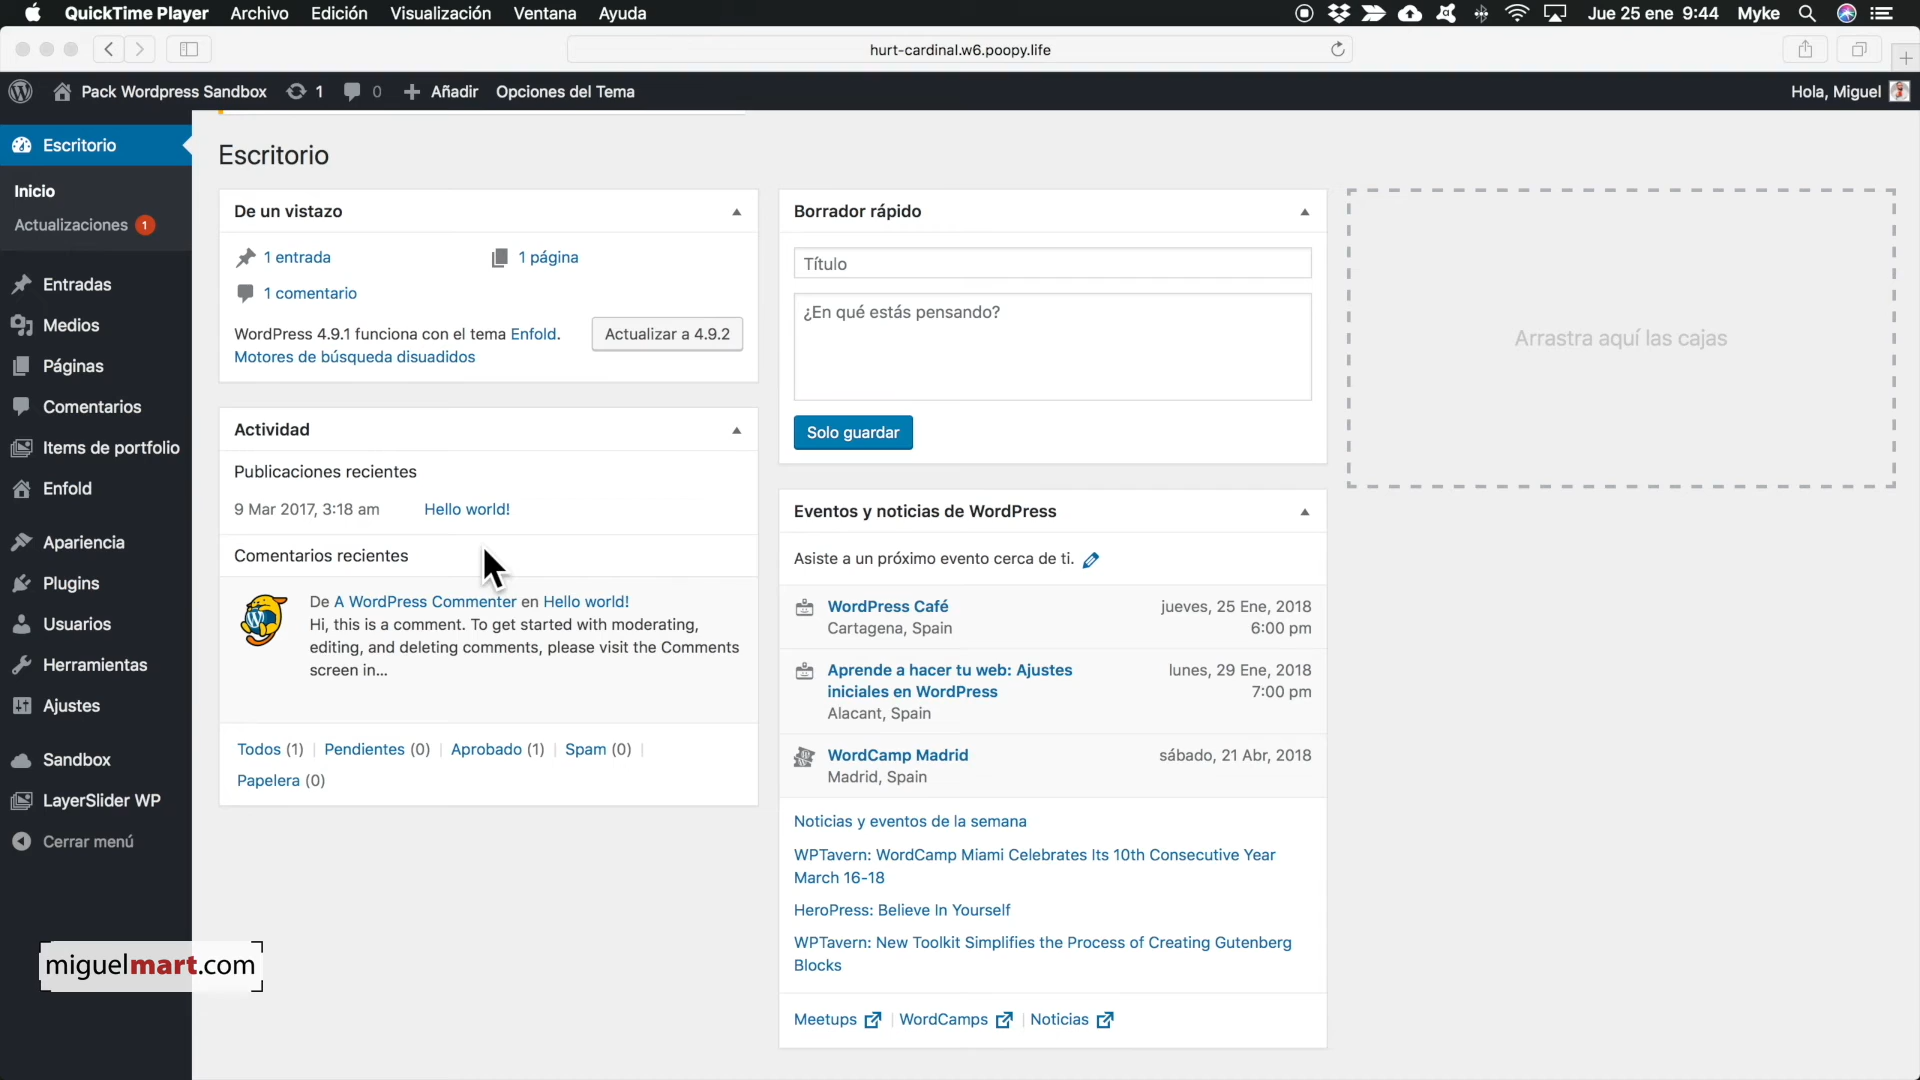 QuickTime Player Archivo Edición Visualización Ventana Ayuda
Jue 25 ene 9:44 Myke
hurt-cardinal.w6.poopy.life
Pack Wordpress Sandbox 1 0 Añadir Opciones del Tema
Hola, Miguel
Escritorio
Inicio
Actualizaciones 1
Entradas
Medios
Páginas
Comentarios
Items de portfolio
Enfold
Apariencia
Plugins
Usuarios
Herramientas
Ajustes
Sandbox
LayerSlider WP
Cerrar menú
miguelmart.com
Escritorio
De un vistazo
1 entrada
1 página
1 comentario
WordPress 4.9.1 funciona con el tema Enfold.
Actualizar a 4.9.2
Motores de búsqueda disuadidos
Actividad
Publicaciones recientes
9 Mar 2017, 3:18 am Hello world!
Comentarios recientes
De A WordPress Commenter en Hello world!
Hi, this is a comment. To get started with moderating,
editing, and deleting comments, please visit the Comments
screen in...
Todos (1) | Pendientes (0) | Aprobado (1) | Spam (0) |
Papelera (0)
Borrador rápido
Título
¿En qué estás pensando?
Solo guardar
Eventos y noticias de WordPress
Asiste a un próximo evento cerca de ti.
WordPress Café jueves, 25 Ene, 2018
Cartagena, Spain 6:00 pm
Aprende a hacer tu web: Ajustes lunes, 29 Ene, 2018
iniciales en WordPress 7:00 pm
Alacant, Spain
WordCamp Madrid sábado, 21 Abr, 2018
Madrid, Spain
Noticias y eventos de la semana
WPTavern: WordCamp Miami Celebrates Its 10th Consecutive Year
March 16-18
HeroPress: Believe In Yourself
WPTavern: New Toolkit Simplifies the Process of Creating Gutenberg
Blocks
Meetups | WordCamps | Noticias
Arrastra aquí las cajas